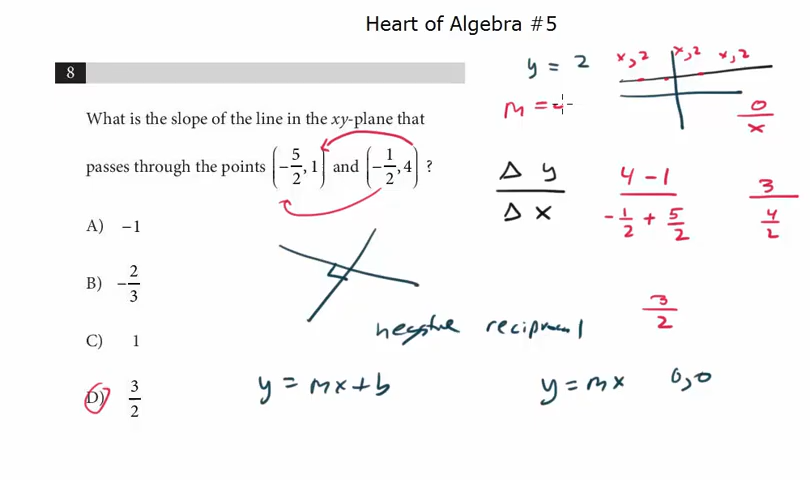 Heart of Algebra #5
8
y = 2
x,2 x,2 x,2
m =
0/x
What is the slope of the line in the xy-plane that
passes through the points (-5/2, 1) and (-1/2, 4) ?
Δy/Δx
4 - 1 / -1/2 + 5/2
3 / 4/2
A) -1
B) -2/3
C) 1
D) 3/2
3/2
negative reciprocal
y = mx + b
y = mx 0,0